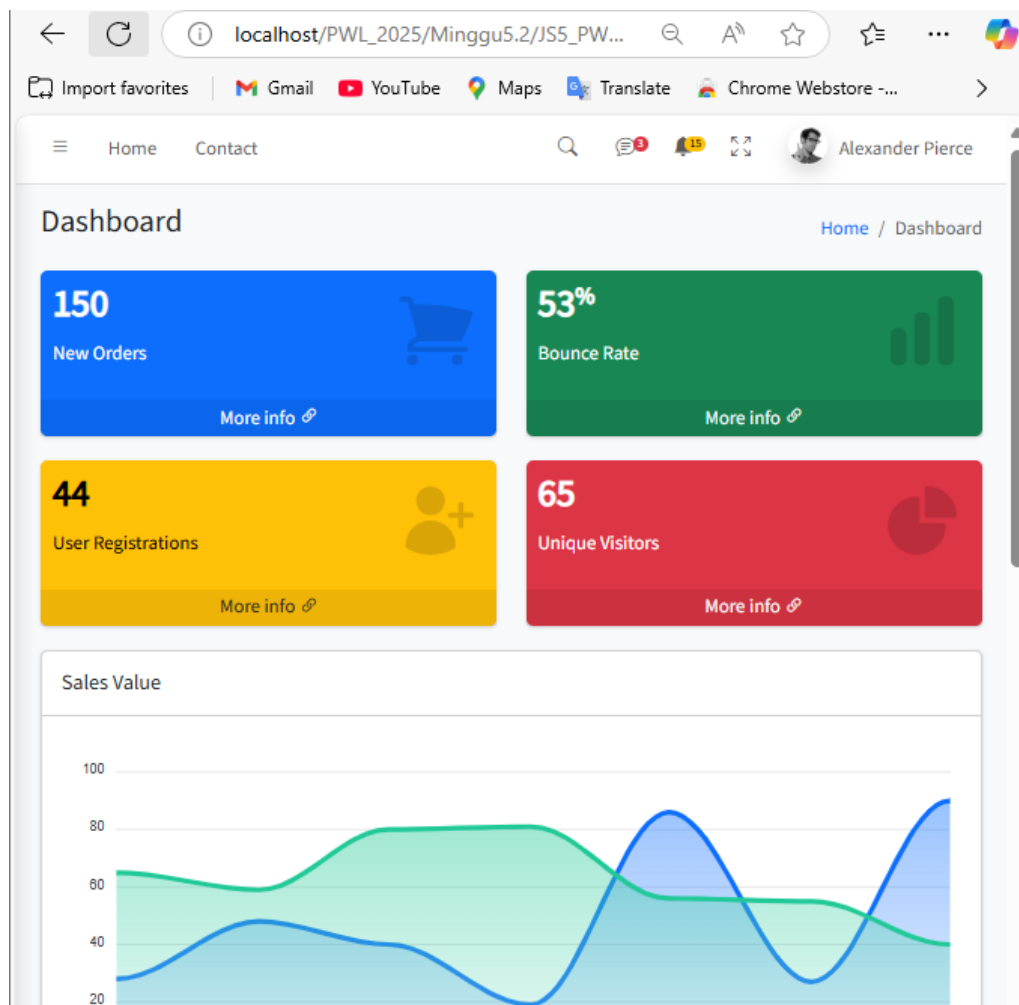 localhost/PWL_2025/Minggu5.2/JS5_PW...
Import favorites Gmail YouTube Maps Translate Chrome Webstore -...
Home Contact 3 15 Alexander Pierce
Dashboard
Home / Dashboard
150
New Orders
More info
53%
Bounce Rate
More info
44
User Registrations
More info
65
Unique Visitors
More info
Sales Value
100
80
60
40
20